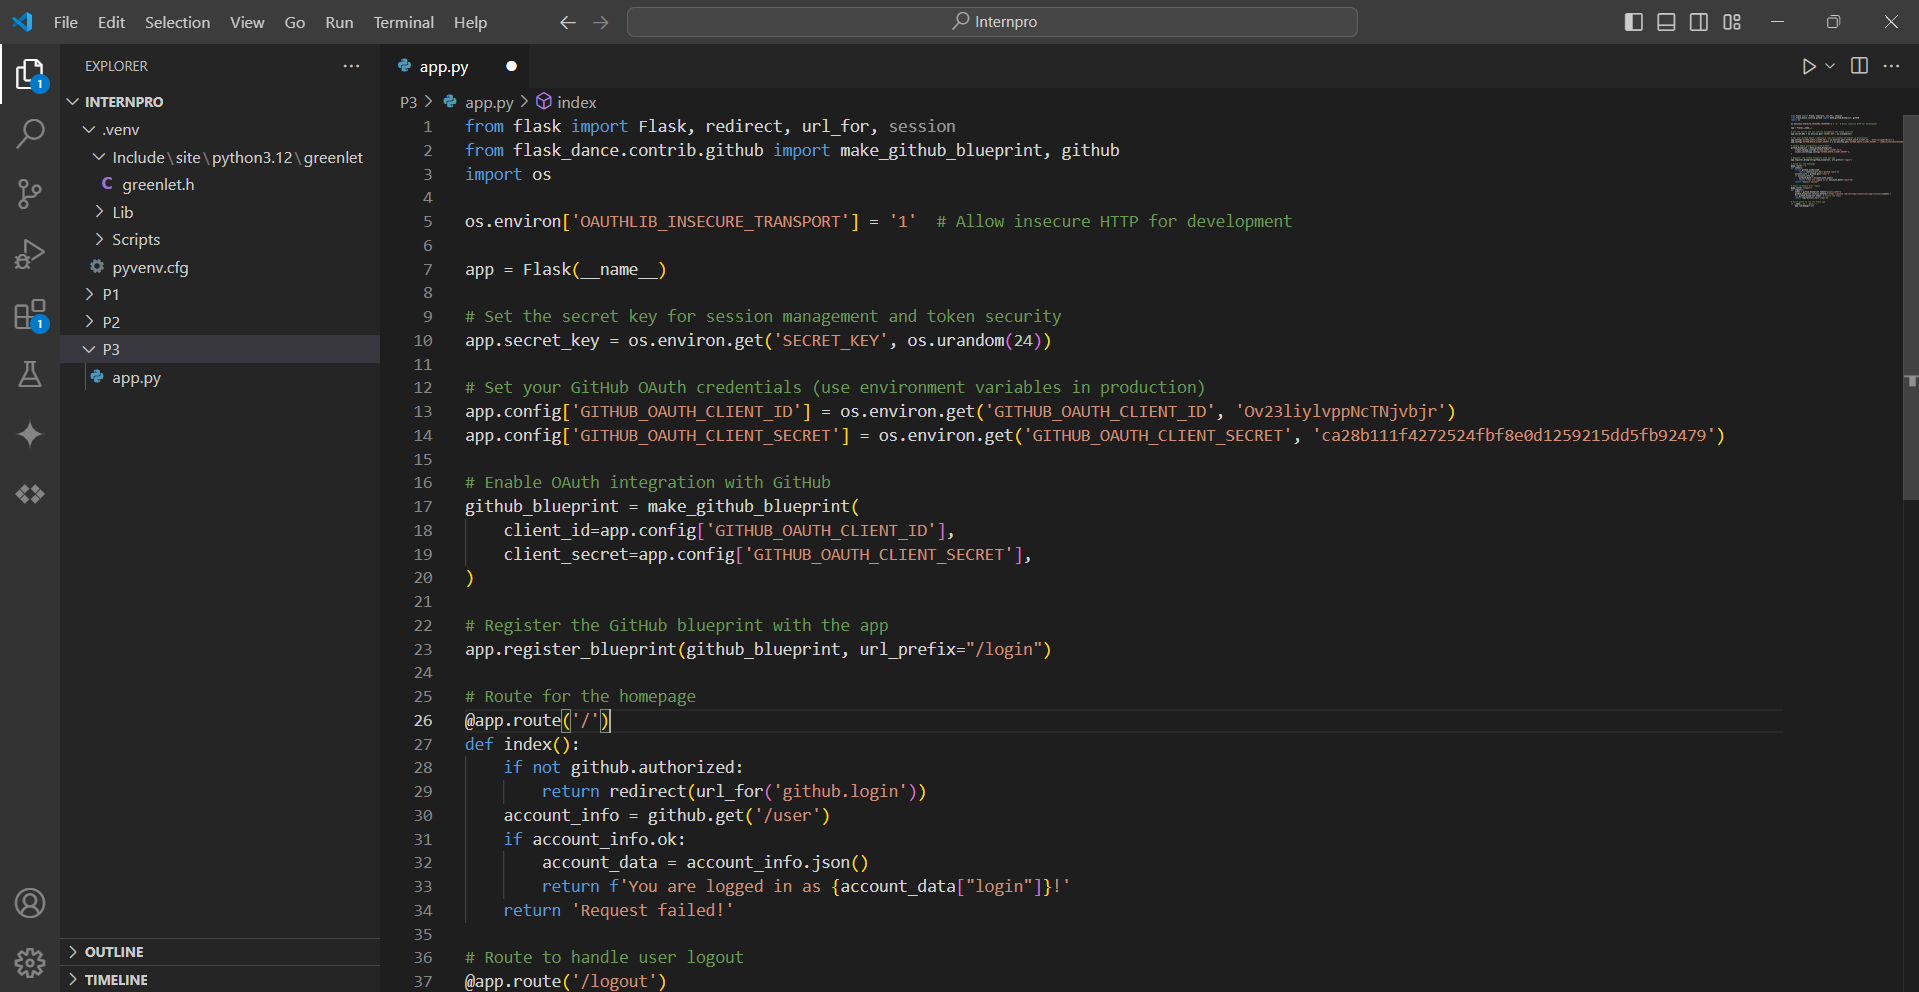 File Edit Selection View Go Run Terminal Help
Internpro
EXPLORER
1
INTERNPRO
.venv
Include\site\python3.12\greenlet
C greenlet.h
Lib
Scripts
pyvenv.cfg
1
P1
P2
P3
app.py
OUTLINE
TIMELINE
app.py
P3 > app.py > index
1 from flask import Flask, redirect, url_for, session
2 from flask_dance.contrib.github import make_github_blueprint, github
3 import os
4
5 os.environ['OAUTHLIB_INSECURE_TRANSPORT'] = '1'  # Allow insecure HTTP for development
6
7 app = Flask(__name__)
8
9 # Set the secret key for session management and token security
10 app.secret_key = os.environ.get('SECRET_KEY', os.urandom(24))
11
12 # Set your GitHub OAuth credentials (use environment variables in production)
13 app.config['GITHUB_OAUTH_CLIENT_ID'] = os.environ.get('GITHUB_OAUTH_CLIENT_ID', 'Ov23liylvppNcTNjvbjr')
14 app.config['GITHUB_OAUTH_CLIENT_SECRET'] = os.environ.get('GITHUB_OAUTH_CLIENT_SECRET', 'ca28b111f4272524fbf8e0d1259215dd5fb92479')
15
16 # Enable OAuth integration with GitHub
17 github_blueprint = make_github_blueprint(
18     client_id=app.config['GITHUB_OAUTH_CLIENT_ID'],
19     client_secret=app.config['GITHUB_OAUTH_CLIENT_SECRET'],
20 )
21
22 # Register the GitHub blueprint with the app
23 app.register_blueprint(github_blueprint, url_prefix="/login")
24
25 # Route for the homepage
26 @app.route('/')
27 def index():
28     if not github.authorized:
29         return redirect(url_for('github.login'))
30     account_info = github.get('/user')
31     if account_info.ok:
32         account_data = account_info.json()
33         return f'You are logged in as {account_data["login"]}!'
34     return 'Request failed!'
35
36 # Route to handle user logout
37 @app.route('/logout')